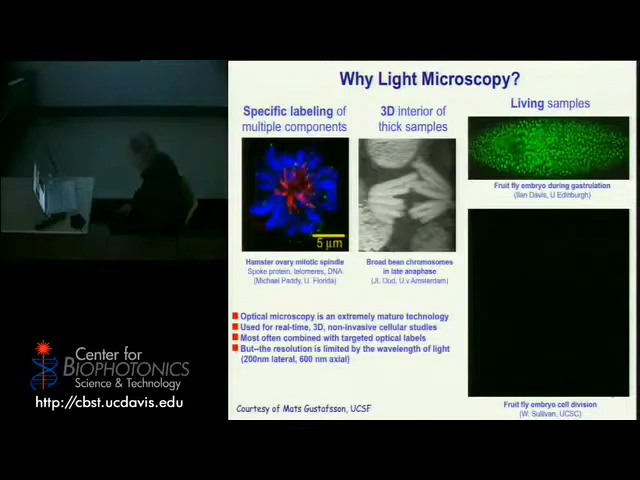 Why Light Microscopy?
Specific labeling of
multiple components
3D interior of
thick samples
Living samples
5 µm
Hamster ovary mitotic spindle
Spoke protein, telomeres, DNA
(Michael Paddy, U. Florida)
Broad bean chromosomes
in late anaphase
(JL Oud, U.v Amsterdam)
Fruit fly embryo during gastrulation
(Ilan Davis, U Edinburgh)
Optical microscopy is an extremely mature technology
Used for real-time, 3D, non-invasive cellular studies
Most often combined with targeted optical labels
But--the resolution is limited by the wavelength of light
(200nm lateral, 600 nm axial)
Courtesy of Mats Gustafsson, UCSF
Fruit fly embryo cell division
(W. Sullivan, UCSC)
Center for
BIOPHOTONICS
Science & Technology
http://cbst.ucdavis.edu